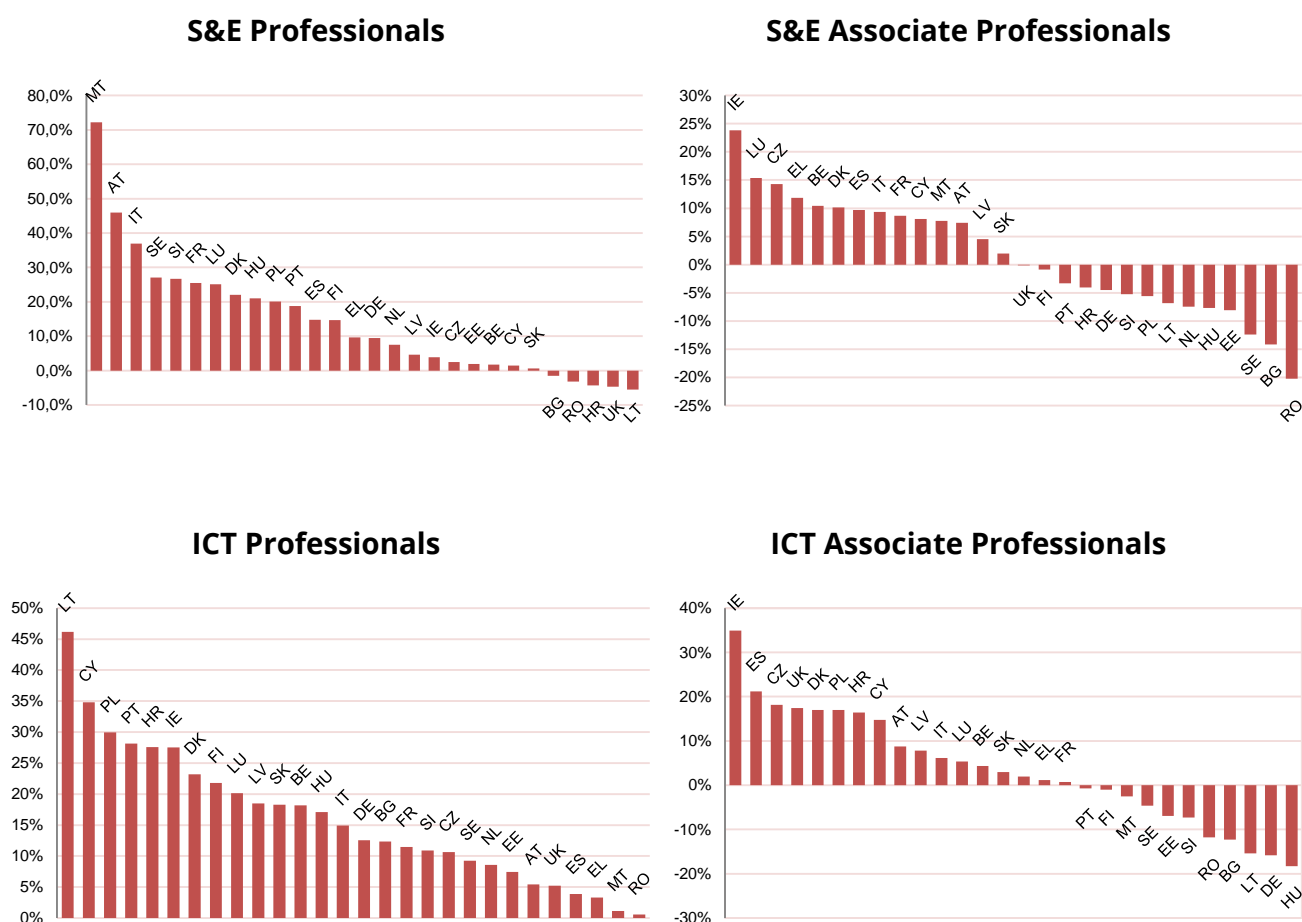 S&E Professionals
80,0%
70,0%
60,0%
50,0%
40,0%
30,0%
20,0%
10,0%
0,0%
-10,0%
MT
AT
IT
SE
SI
FR
LU
DK
HU
PL
PT
ES
FI
EL
DE
NL
LV
IE
CZ
EE
BE
CY
SK
BG
RO
HR
UK
LT
S&E Associate Professionals
30%
25%
20%
15%
10%
5%
0%
-5%
-10%
-15%
-20%
-25%
IE
LU
CZ
EL
BE
DK
ES
IT
FR
CY
MT
AT
LV
SK
UK
FI
PT
HR
DE
SI
PL
LT
NL
HU
EE
SE
BG
RO
ICT Professionals
50%
45%
40%
35%
30%
25%
20%
15%
10%
5%
0%
LT
CY
PL
PT
HR
IE
DK
FI
LU
LV
SK
BE
HU
IT
DE
BG
FR
SI
CZ
SE
NL
EE
AT
UK
ES
EL
MT
RO
ICT Associate Professionals
40%
30%
20%
10%
0%
-10%
-20%
-30%
IE
ES
CZ
UK
DK
PL
HR
CY
AT
LV
IT
LU
BE
SK
NL
EL
FR
PT
FI
MT
SE
EE
SI
RO
BG
LT
DE
HU